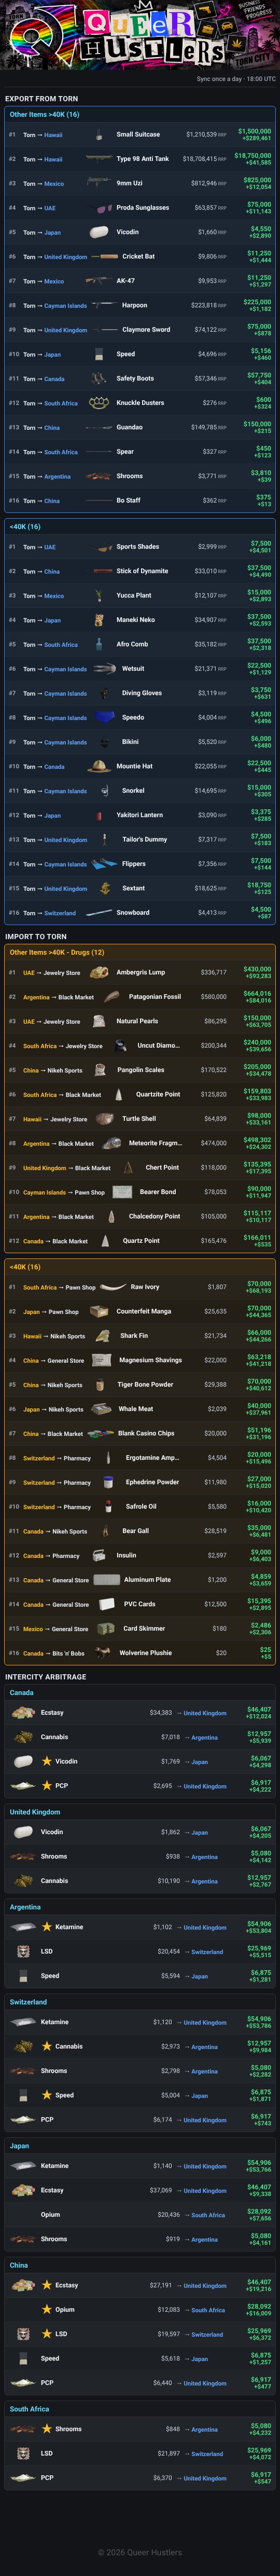 QUEER HUSTLERS
BUSINESS FRIENDS PROGRESS
TORN CITY
Sync once a day · 18:00 UTC
EXPORT FROM TORN
Other Items >40K (16)
#1 Torn → Hawaii Small Suitcase $1,210,539 RRP $1,500,000 +$289,461
#2 Torn → Hawaii Type 98 Anti Tank $18,708,415 RRP $18,750,000 +$41,585
#3 Torn → Mexico 9mm Uzi $812,946 RRP $825,000 +$12,054
#4 Torn → UAE Proda Sunglasses $63,857 RRP $75,000 +$11,143
#5 Torn → Japan Vicodin $1,660 RRP $4,550 +$2,890
#6 Torn → United Kingdom Cricket Bat $9,806 RRP $11,250 +$1,444
#7 Torn → Mexico AK-47 $9,953 RRP $11,250 +$1,297
#8 Torn → Cayman Islands Harpoon $223,818 RRP $225,000 +$1,182
#9 Torn → United Kingdom Claymore Sword $74,122 RRP $75,000 +$878
#10 Torn → Japan Speed $4,696 RRP $5,156 +$460
#11 Torn → Canada Safety Boots $57,346 RRP $57,750 +$404
#12 Torn → South Africa Knuckle Dusters $276 RRP $600 +$324
#13 Torn → China Guandao $149,785 RRP $150,000 +$215
#14 Torn → South Africa Spear $327 RRP $450 +$123
#15 Torn → Argentina Shrooms $3,771 RRP $3,810 +$39
#16 Torn → China Bo Staff $362 RRP $375 +$13
<40K (16)
#1 Torn → UAE Sports Shades $2,999 RRP $7,500 +$4,501
#2 Torn → China Stick of Dynamite $33,010 RRP $37,500 +$4,490
#3 Torn → Mexico Yucca Plant $12,107 RRP $15,000 +$2,893
#4 Torn → Japan Maneki Neko $34,907 RRP $37,500 +$2,593
#5 Torn → South Africa Afro Comb $35,182 RRP $37,500 +$2,318
#6 Torn → Cayman Islands Wetsuit $21,371 RRP $22,500 +$1,129
#7 Torn → Cayman Islands Diving Gloves $3,119 RRP $3,750 +$631
#8 Torn → Cayman Islands Speedo $4,004 RRP $4,500 +$496
#9 Torn → Cayman Islands Bikini $5,520 RRP $6,000 +$480
#10 Torn → Canada Mountie Hat $22,055 RRP $22,500 +$445
#11 Torn → Cayman Islands Snorkel $14,695 RRP $15,000 +$305
#12 Torn → Japan Yakitori Lantern $3,090 RRP $3,375 +$285
#13 Torn → United Kingdom Tailor's Dummy $7,317 RRP $7,500 +$183
#14 Torn → Cayman Islands Flippers $7,356 RRP $7,500 +$144
#15 Torn → United Kingdom Sextant $18,625 RRP $18,750 +$125
#16 Torn → Switzerland Snowboard $4,413 RRP $4,500 +$87
IMPORT TO TORN
Other Items >40K - Drugs (12)
#1 UAE → Jewelry Store Ambergris Lump $336,717 $430,000 +$93,283
#2 Argentina → Black Market Patagonian Fossil $580,000 $664,016 +$84,016
#3 UAE → Jewelry Store Natural Pearls $86,295 $150,000 +$63,705
#4 South Africa → Jewelry Store Uncut Diamo... $200,344 $240,000 +$39,656
#5 China → Nikeh Sports Pangolin Scales $170,522 $205,000 +$34,478
#6 South Africa → Black Market Quartzite Point $125,820 $159,803 +$33,983
#7 Hawaii → Jewelry Store Turtle Shell $64,839 $98,000 +$33,161
#8 Argentina → Black Market Meteorite Fragm... $474,000 $498,302 +$24,302
#9 United Kingdom → Black Market Chert Point $118,000 $135,395 +$17,395
#10 Cayman Islands → Pawn Shop Bearer Bond $78,053 $90,000 +$11,947
#11 Argentina → Black Market Chalcedony Point $105,000 $115,117 +$10,117
#12 Canada → Black Market Quartz Point $165,476 $166,011 +$535
<40K (16)
#1 South Africa → Pawn Shop Raw Ivory $1,807 $70,000 +$68,193
#2 Japan → Pawn Shop Counterfeit Manga $25,635 $70,000 +$44,365
#3 Hawaii → Nikeh Sports Shark Fin $21,734 $66,000 +$44,266
#4 China → General Store Magnesium Shavings $22,000 $63,218 +$41,218
#5 China → Nikeh Sports Tiger Bone Powder $29,388 $70,000 +$40,612
#6 Japan → Nikeh Sports Whale Meat $2,039 $40,000 +$37,961
#7 China → Black Market Blank Casino Chips $20,000 $51,196 +$31,196
#8 Switzerland → Pharmacy Ergotamine Amp... $4,504 $20,000 +$15,496
#9 Switzerland → Pharmacy Ephedrine Powder $11,980 $27,000 +$15,020
#10 Switzerland → Pharmacy Safrole Oil $5,580 $16,000 +$10,420
#11 Canada → Nikeh Sports Bear Gall $28,519 $35,000 +$6,481
#12 Canada → Pharmacy Insulin $2,597 $9,000 +$6,403
#13 Canada → General Store Aluminum Plate $1,200 $4,859 +$3,659
#14 Canada → General Store PVC Cards $12,500 $15,395 +$2,895
#15 Mexico → General Store Card Skimmer $180 $2,486 +$2,306
#16 Canada → Bits 'n' Bobs Wolverine Plushie $20 $25 +$5
INTERCITY ARBITRAGE
Canada
Ecstasy $34,383 → United Kingdom $46,407 +$12,024
Cannabis $7,018 → Argentina $12,957 +$5,939
Vicodin $1,769 → Japan $6,067 +$4,298
PCP $2,695 → United Kingdom $6,917 +$4,222
United Kingdom
Vicodin $1,862 → Japan $6,067 +$4,205
Shrooms $938 → Argentina $5,080 +$4,142
Cannabis $10,190 → Argentina $12,957 +$2,767
Argentina
Ketamine $1,102 → United Kingdom $54,906 +$53,804
LSD $20,454 → Switzerland $25,969 +$5,515
Speed $5,594 → Japan $6,875 +$1,281
Switzerland
Ketamine $1,120 → United Kingdom $54,906 +$53,786
Cannabis $2,973 → Argentina $12,957 +$9,984
Shrooms $2,798 → Argentina $5,080 +$2,282
Speed $5,004 → Japan $6,875 +$1,871
PCP $6,174 → United Kingdom $6,917 +$743
Japan
Ketamine $1,140 → United Kingdom $54,906 +$53,766
Ecstasy $37,069 → United Kingdom $46,407 +$9,338
Opium $20,436 → South Africa $28,092 +$7,656
Shrooms $919 → Argentina $5,080 +$4,161
China
Ecstasy $27,191 → United Kingdom $46,407 +$19,216
Opium $12,083 → South Africa $28,092 +$16,009
LSD $19,597 → Switzerland $25,969 +$6,372
Speed $5,618 → Japan $6,875 +$1,257
PCP $6,440 → United Kingdom $6,917 +$477
South Africa
Shrooms $848 → Argentina $5,080 +$4,232
LSD $21,897 → Switzerland $25,969 +$4,072
PCP $6,370 → United Kingdom $6,917 +$547
© 2026 Queer Hustlers